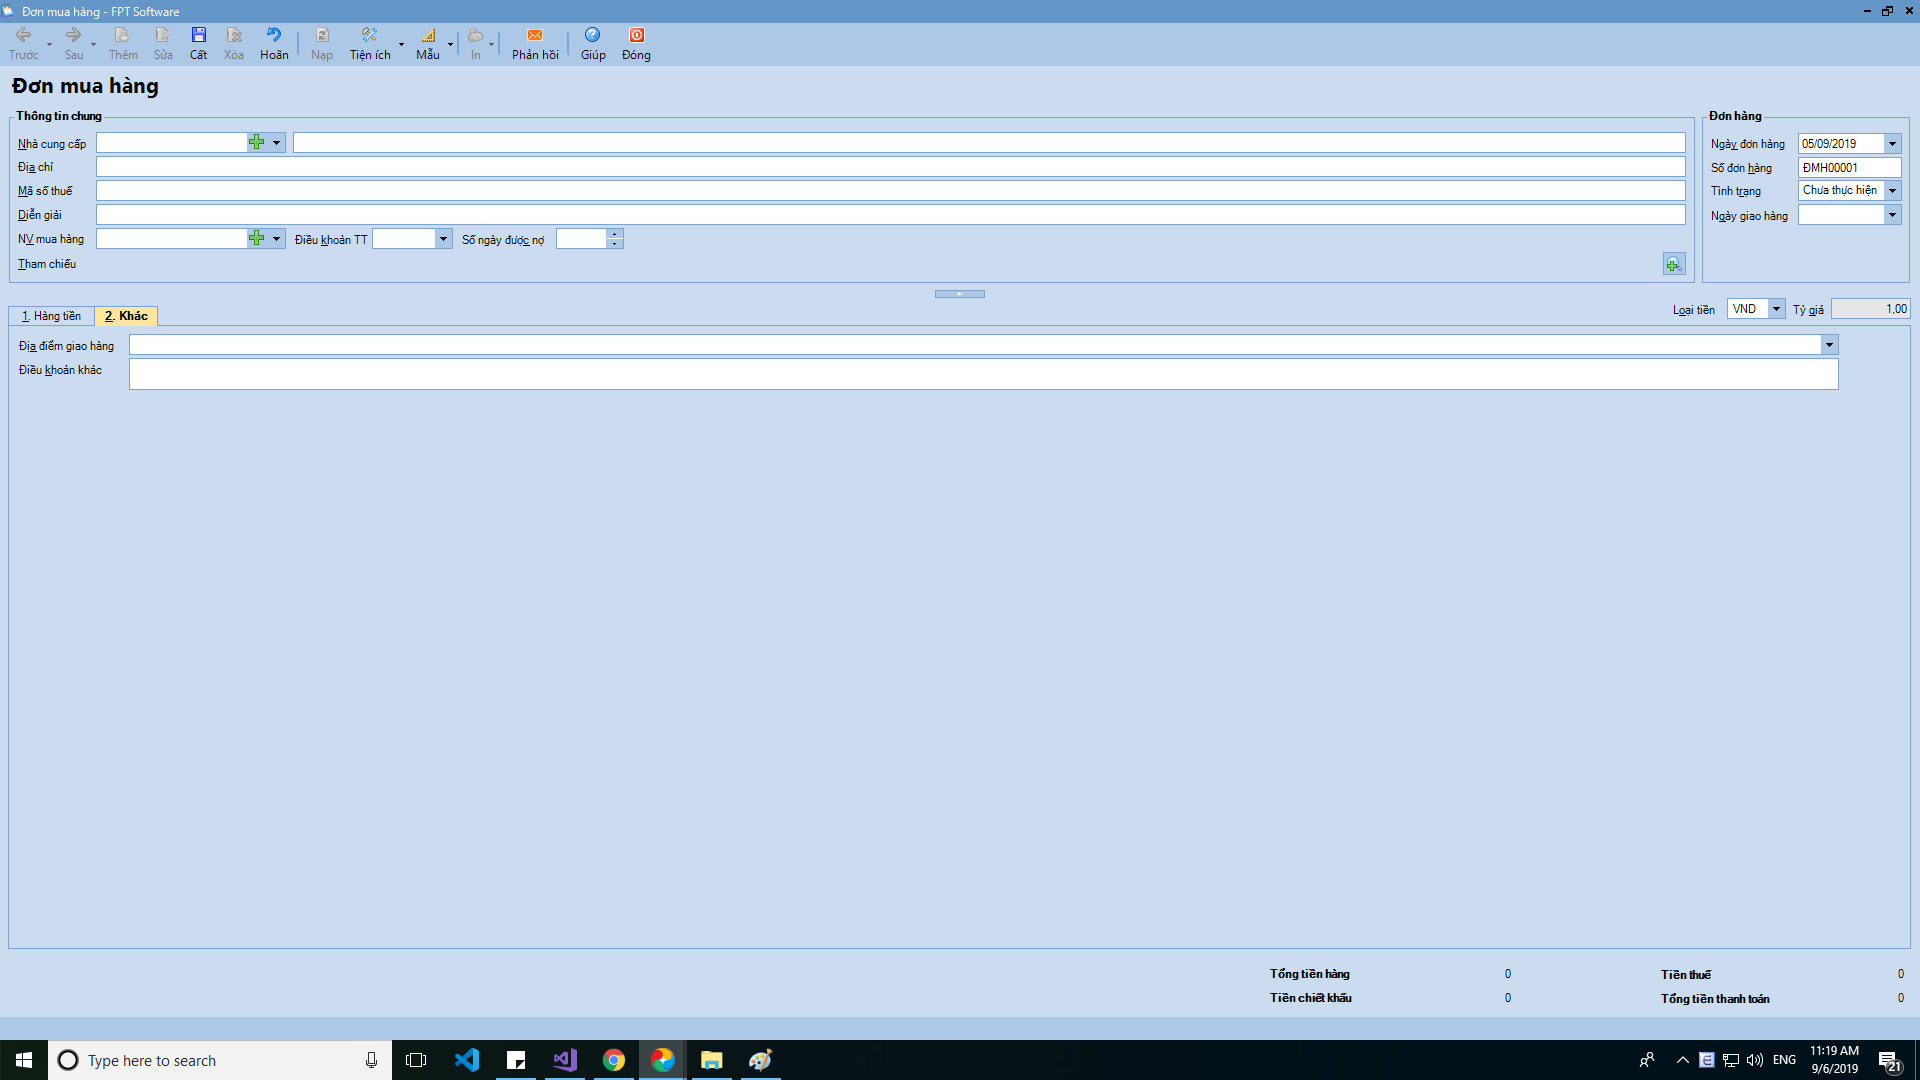 Đơn mua hàng - FPT Software
Trước Sau Thêm Sửa Cất Xóa Hoãn Nạp Tiện ích Mẫu In Phản hồi Giúp Đóng
Đơn mua hàng
Thông tin chung
Nhà cung cấp
Địa chỉ
Mã số thuế
Diễn giải
NV mua hàng Điều khoản TT Số ngày được nợ
Tham chiếu
Đơn hàng
Ngày đơn hàng 05/09/2019
Số đơn hàng ĐMH00001
Tình trạng Chưa thực hiện
Ngày giao hàng
1. Hàng tiền 2. Khác
Loại tiền VND Tỷ giá 1,00
Địa điểm giao hàng
Điều khoản khác
Tổng tiền hàng 0 Tiền thuế 0
Tiền chiết khấu 0 Tổng tiền thanh toán 0
Type here to search
ENG
11:19 AM
9/6/2019
21